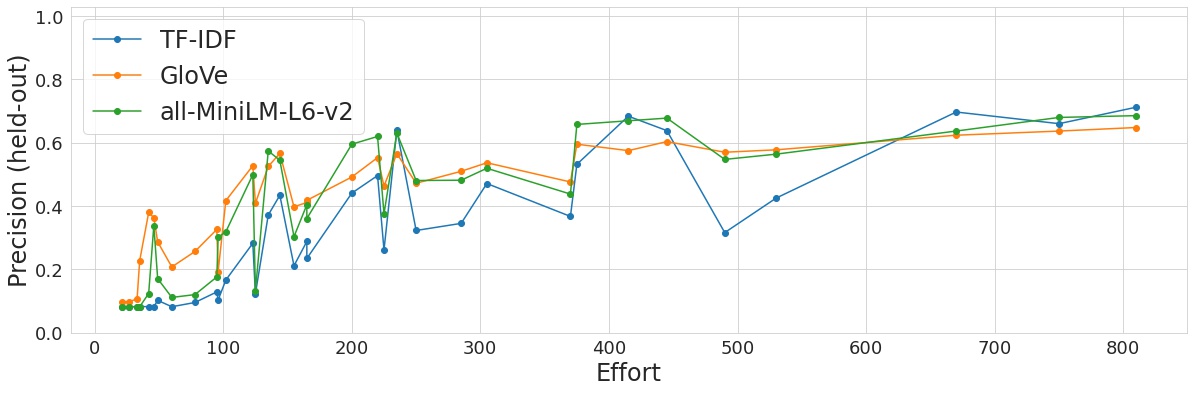 TF-IDF
GloVe
all-MiniLM-L6-v2
Precision (held-out)
1.0
0.8
0.6
0.4
0.2
0.0
0 100 200 300 400 500 600 700 800
Effort